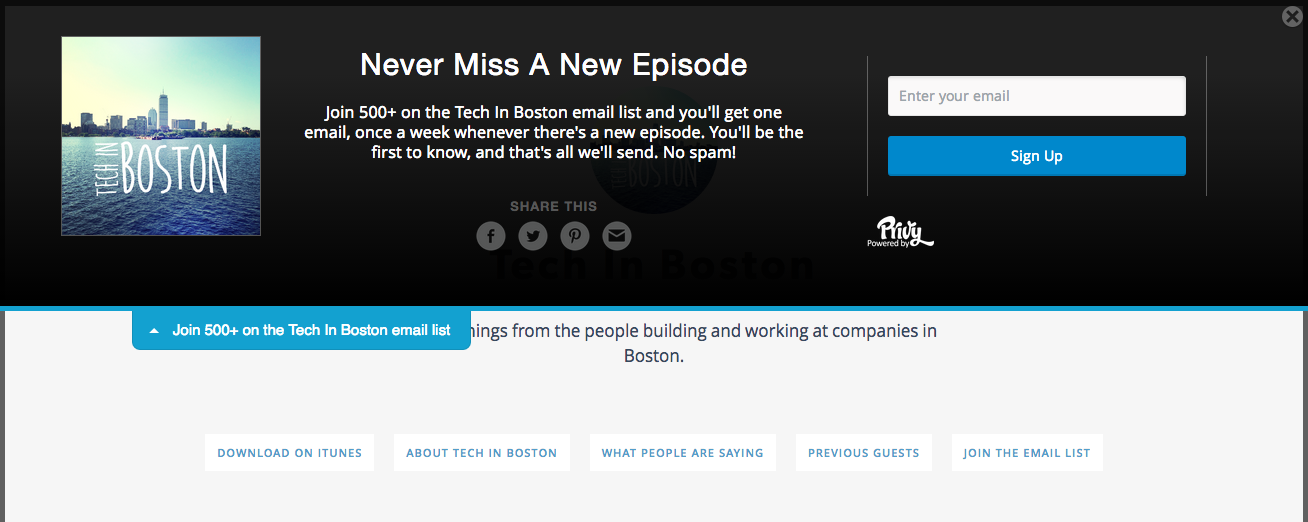 Never Miss A New Episode
Join 500+ on the Tech In Boston email list and you'll get one
email, once a week whenever there's a new episode. You'll be the
first to know, and that's all we'll send. No spam!
TECH IN
BOSTON
Enter your email
Sign Up
BOSTON
SHARE THIS
Privy
Powered by
Tech In Boston
Join 500+ on the Tech In Boston email list
from the people building and working at companies in
Boston.
DOWNLOAD ON ITUNES
ABOUT TECH IN BOSTON
WHAT PEOPLE ARE SAYING
PREVIOUS GUESTS
JOIN THE EMAIL LIST